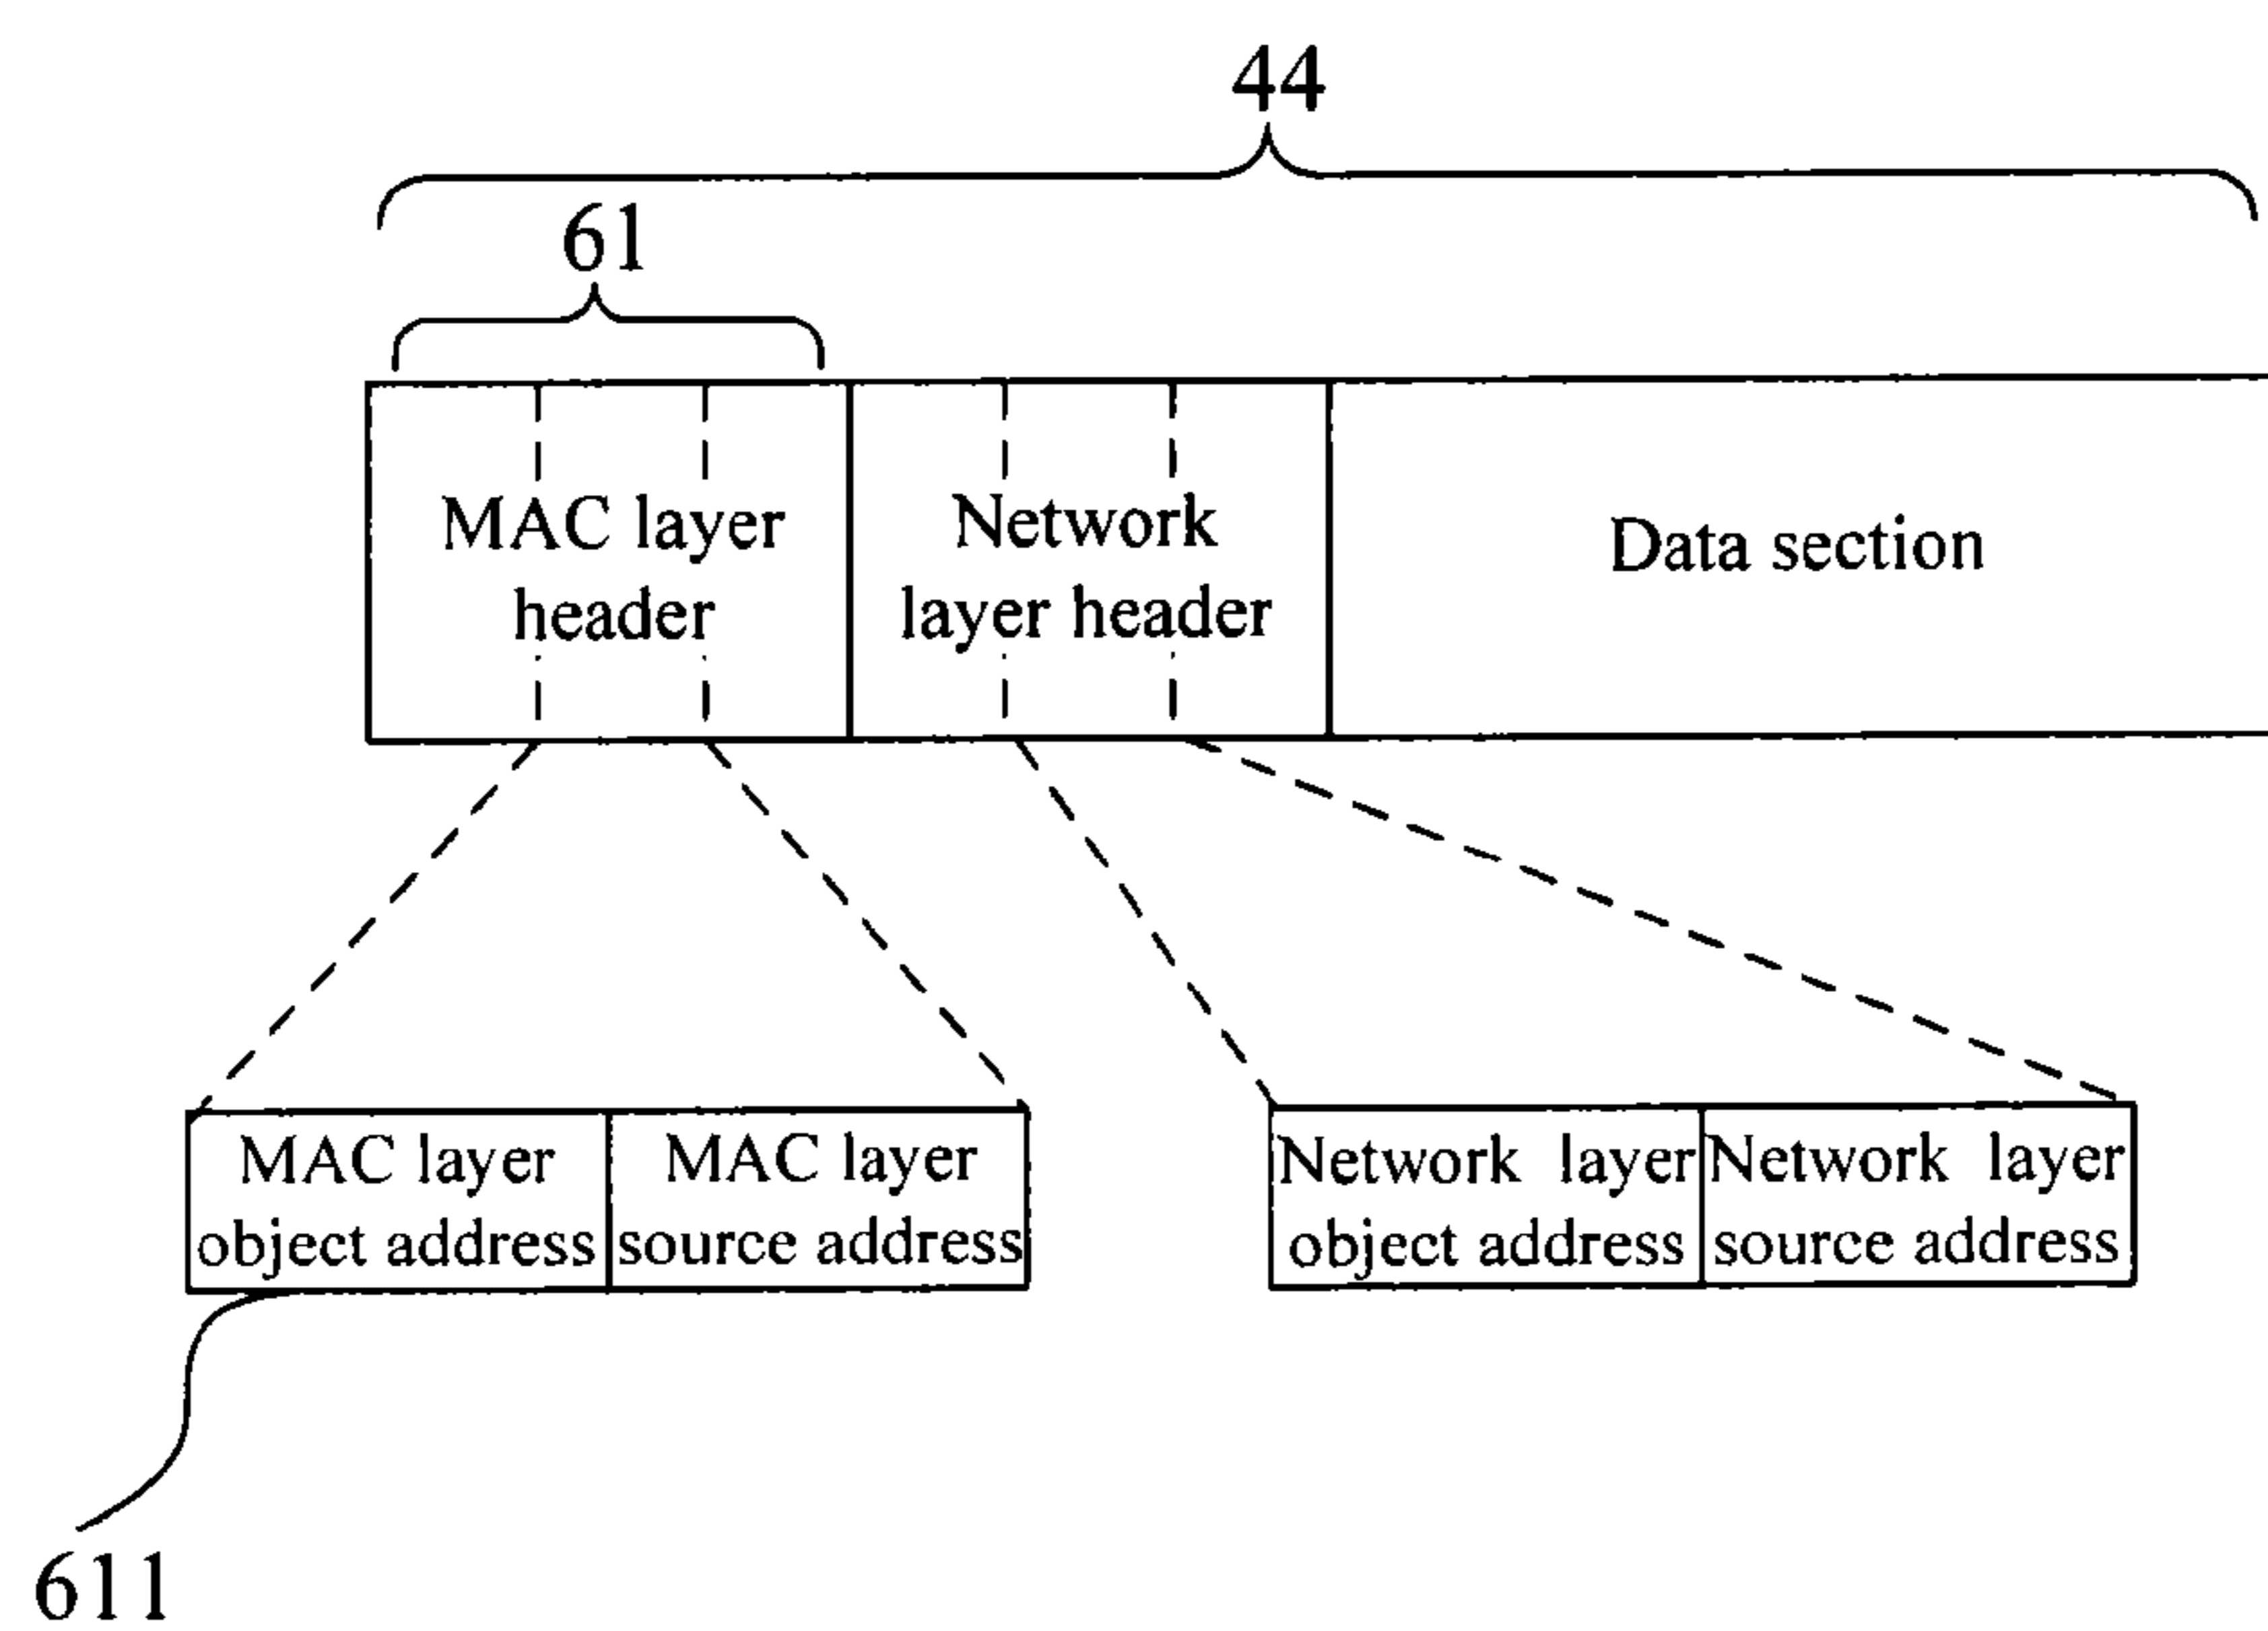 44
61
MAC layer
header
Network
layer header
Data section
MAC layer
object address
MAC layer
source address
Network layer
object address
Network layer
source address
611